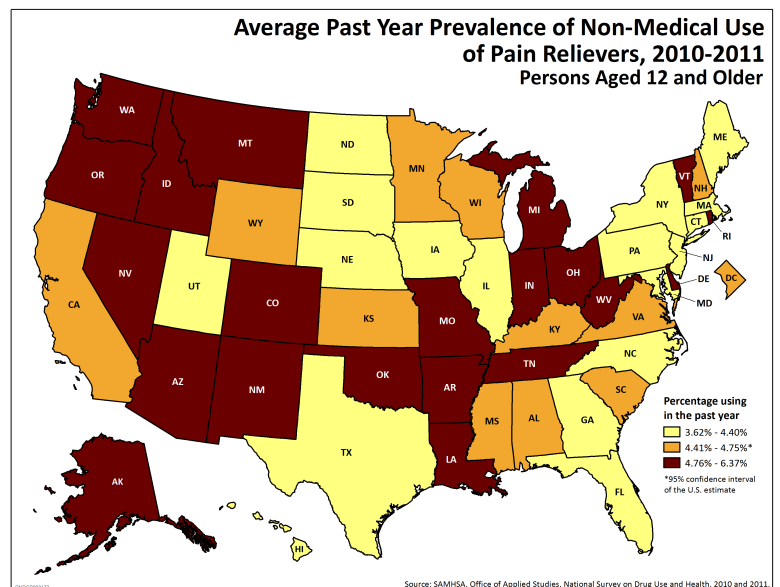 Average Past Year Prevalence of Non-Medical Use
of Pain Relievers, 2010-2011
Persons Aged 12 and Older
WA
MT
ND
MN
ME
OR
ID
SD
WI
MI
VT
NH
NY
MA
CT
RI
WY
IA
NE
PA
NJ
NV
UT
CO
IL
IN
OH
DE
DC
MD
CA
KS
MO
WV
VA
KY
NC
AZ
NM
OK
AR
TN
SC
MS
AL
GA
TX
LA
FL
AK
HI
Percentage using
in the past year
3.62% - 4.40%
4.41% - 4.75%*
4.76% - 6.37%
*95% confidence interval
of the U.S. estimate
Source: SAMHSA, Office of Applied Studies, National Survey on Drug Use and Health, 2010 and 2011.